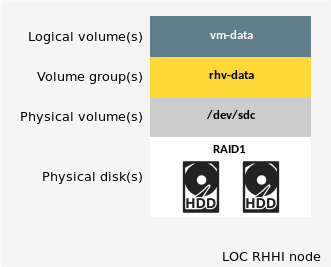 Logical volume(s) vm-data
Volume group(s) rhv-data
Physical volume(s) /dev/sdc
RAID1
Physical disk(s)
HDD HDD
LOC RHHI node